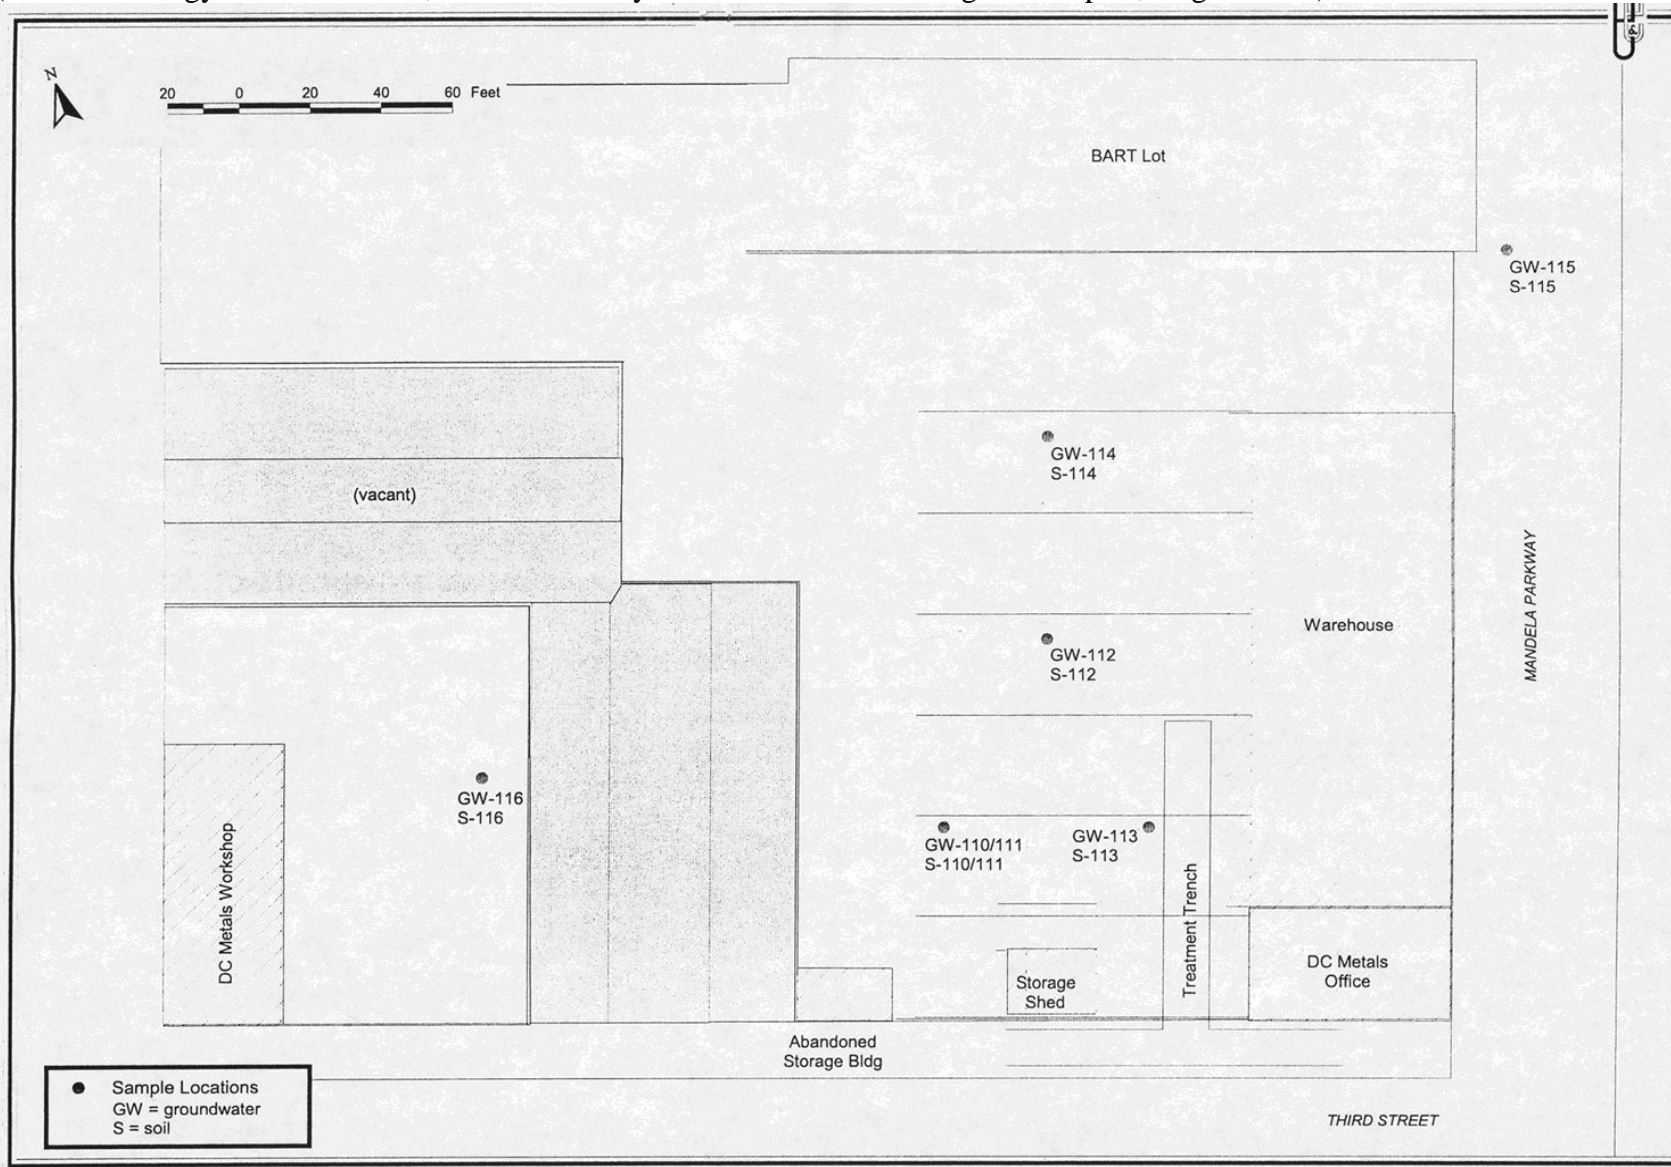 N
20 0 20 40 60 Feet
BART Lot
GW-115
S-115
GW-114
S-114
(vacant)
MANDELA PARKWAY
Warehouse
GW-112
S-112
GW-116
S-116
GW-110/111
S-110/111
GW-113
S-113
DC Metals Workshop
Treatment Trench
DC Metals
Office
Storage
Shed
Abandoned
Storage Bldg
Sample Locations
GW = groundwater
S = soil
THIRD STREET